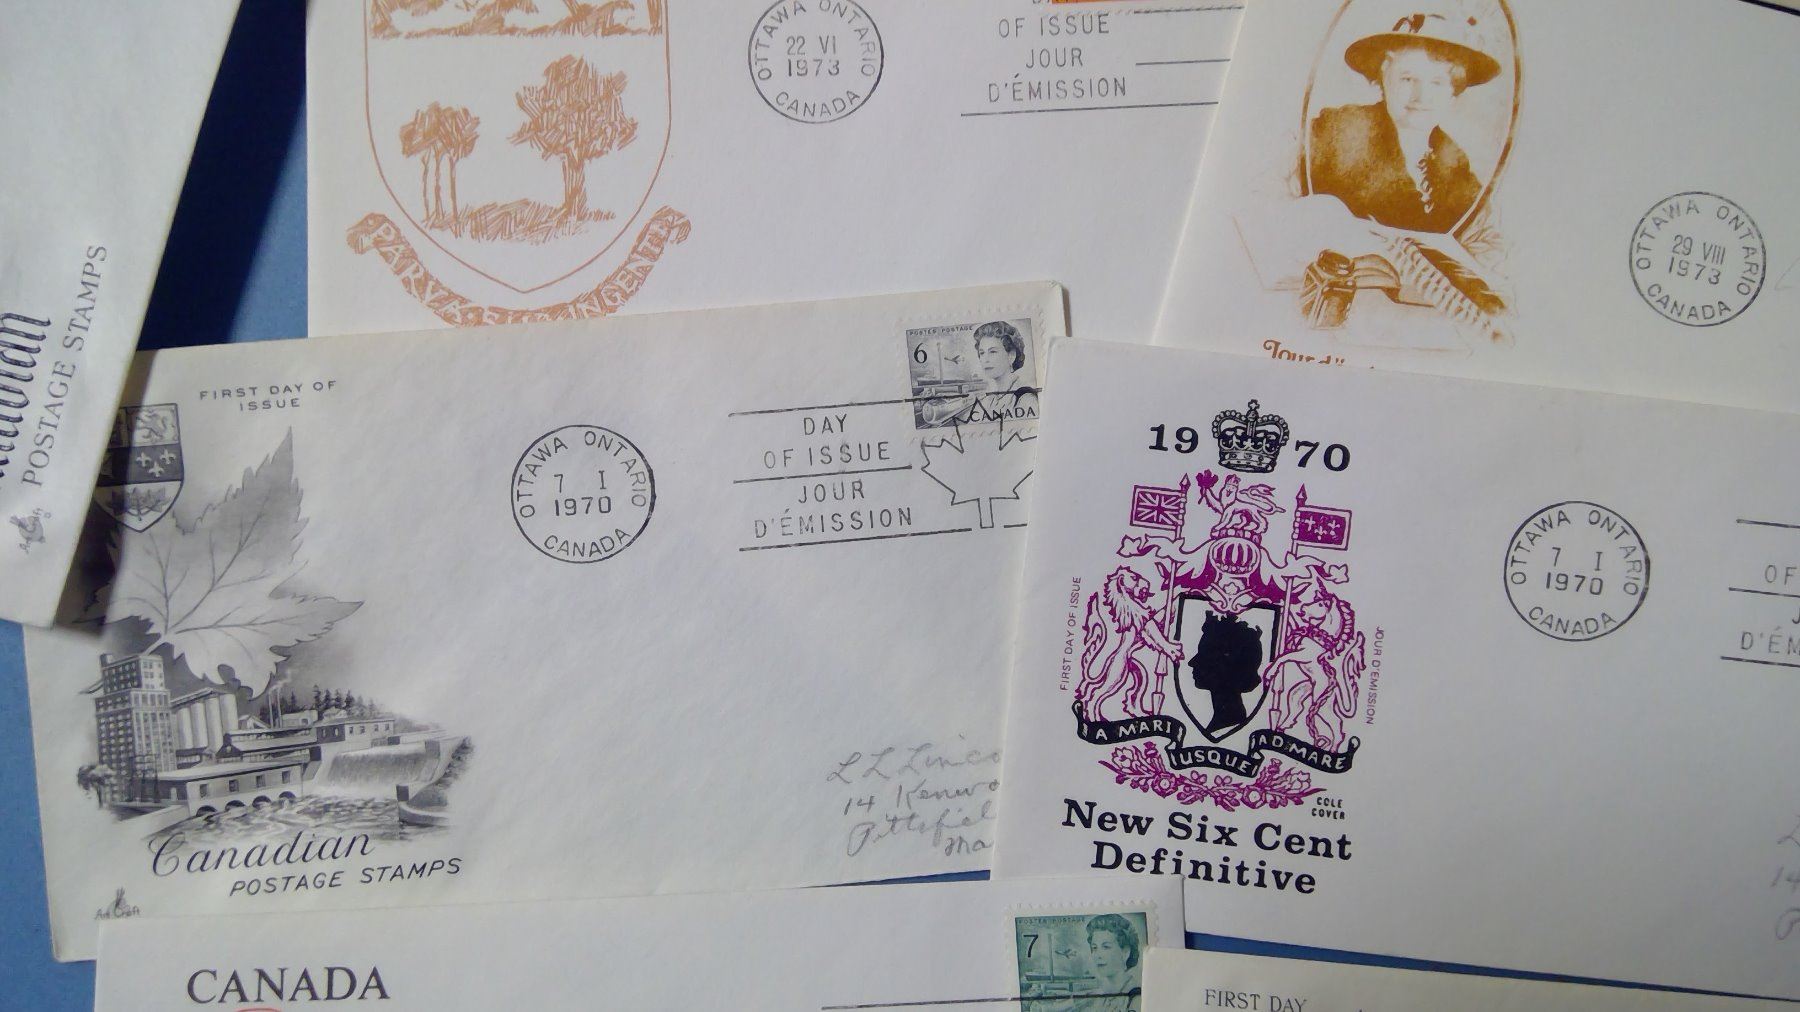 OTTAWA ONTARIO
22 VI
1973
CANADA
OF ISSUE
JOUR
D'ÉMISSION
PARVA SUB INGENTI
OTTAWA ONTARIO
29 VIII
1973
CANADA
POSTAGE STAMPS
FIRST DAY OF
ISSUE
OTTAWA ONTARIO
7 I
1970
CANADA
DAY
OF ISSUE
JOUR
D'ÉMISSION
POSTES POSTAGE
6
CANADA
L L
14
Canadian
POSTAGE STAMPS
Art Craft
19 70
FIRST DAY OF ISSUE
JOUR D'ÉMISSION
A MARI
USQUE
AD MARE
COLE
COVER
New Six Cent
Definitive
OTTAWA ONTARIO
7 I
1970
CANADA
OF
14
CANADA
POSTES POSTAGE
7
FIRST DAY